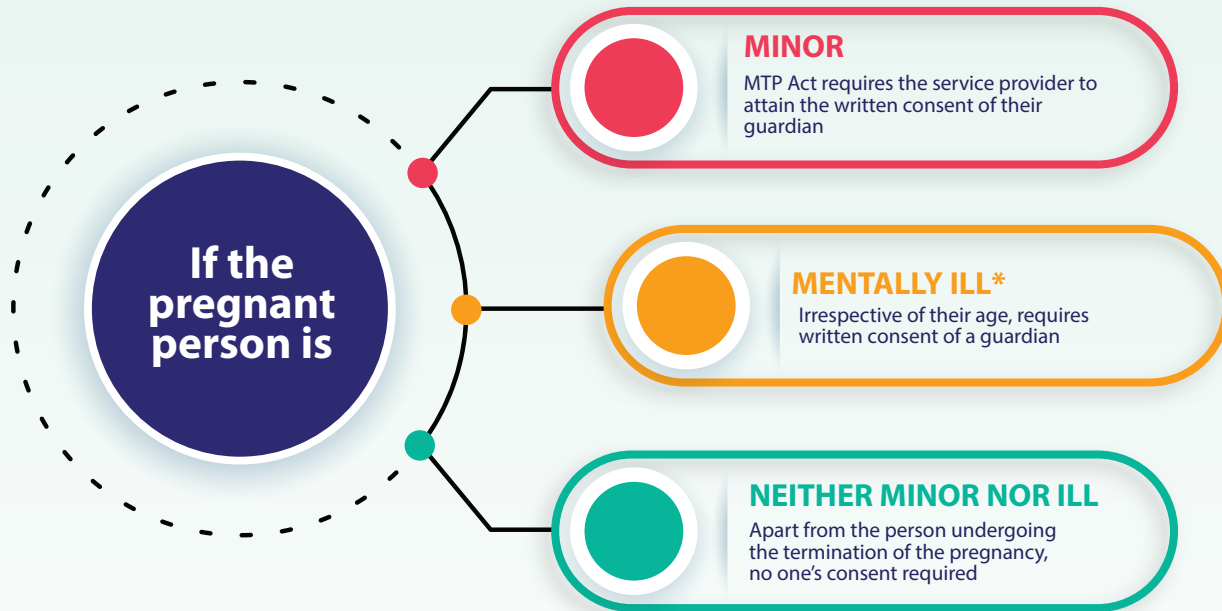 If the
pregnant
person is
MINOR
MTP Act requires the service provider to
attain the written consent of their
guardian
MENTALLY ILL*
Irrespective of their age, requires
written consent of a guardian
NEITHER MINOR NOR ILL
Apart from the person undergoing
the termination of the pregnancy,
no one's consent required